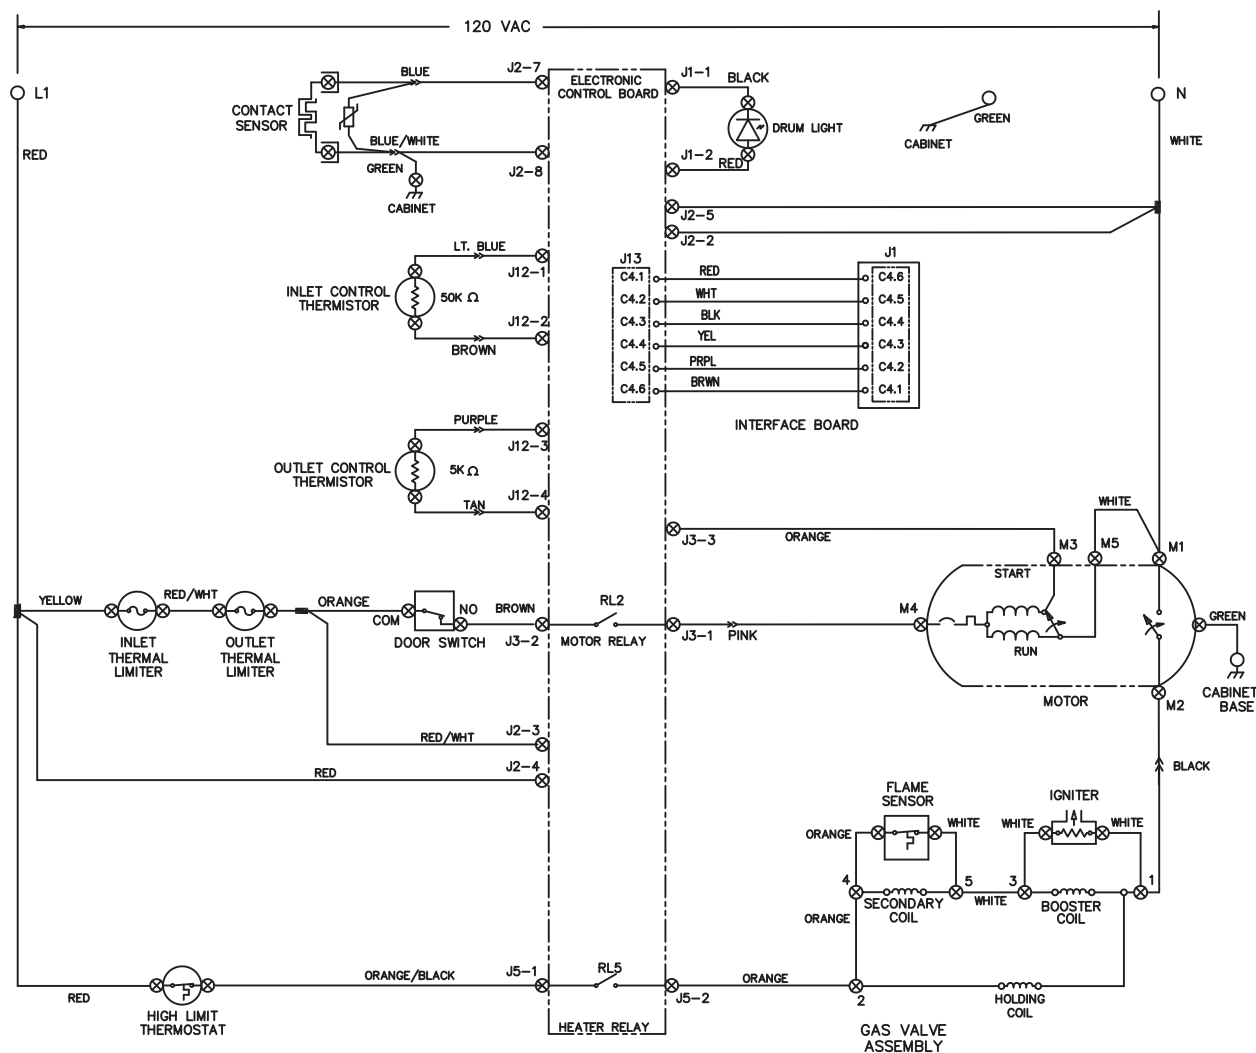 120 VAC
L1
RED
CONTACT
SENSOR
BLUE
BLUE/WHITE
GREEN
CABINET
J2-7
J2-8
ELECTRONIC
CONTROL BOARD
J1-1
BLACK
DRUM LIGHT
J1-2
RED
CABINET
GREEN
N
WHITE
J2-5
J2-2
INLET CONTROL
THERMISTOR
LT. BLUE
50K Ω
BROWN
J12-1
J12-2
J13
C4.1
C4.2
C4.3
C4.4
C4.5
C4.6
RED
WHT
BLK
YEL
PRPL
BRWN
J1
C4.6
C4.5
C4.4
C4.3
C4.2
C4.1
INTERFACE BOARD
OUTLET CONTROL
THERMISTOR
PURPLE
5K Ω
TAN
J12-3
J12-4
J3-3
ORANGE
WHITE
M3
M5
M1
START
M4
RUN
MOTOR
M2
GREEN
CABINET
BASE
YELLOW
INLET
THERMAL
LIMITER
RED/WHT
OUTLET
THERMAL
LIMITER
ORANGE
COM
NO
DOOR SWITCH
BROWN
J3-2
RL2
MOTOR RELAY
J3-1
PINK
RED/WHT
J2-3
RED
J2-4
BLACK
FLAME
SENSOR
IGNITER
ORANGE
WHITE
WHITE
WHITE
4
5
3
1
SECONDARY
COIL
WHITE
BOOSTER
COIL
ORANGE
RED
HIGH LIMIT
THERMOSTAT
ORANGE/BLACK
J5-1
RL5
HEATER RELAY
J5-2
ORANGE
2
HOLDING
COIL
GAS VALVE
ASSEMBLY